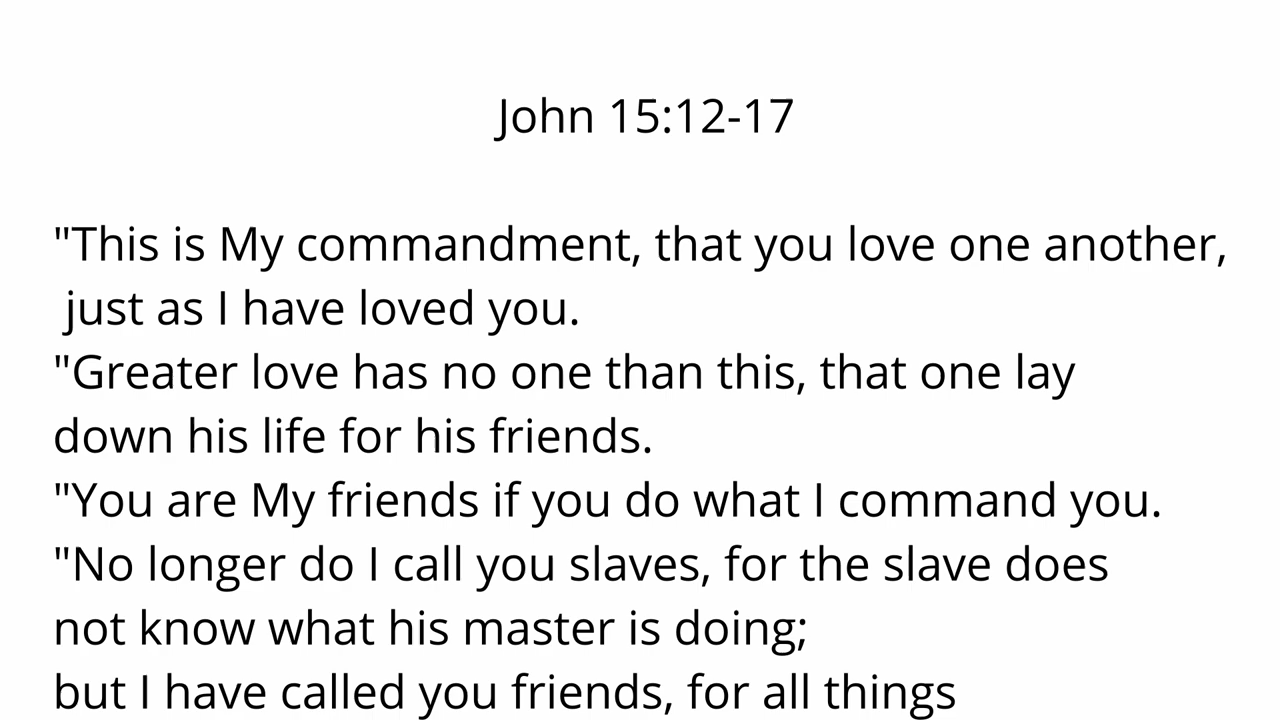 John 15:12-17
"This is My commandment, that you love one another,
just as I have loved you.
"Greater love has no one than this, that one lay
down his life for his friends.
"You are My friends if you do what I command you.
"No longer do I call you slaves, for the slave does
not know what his master is doing;
but I have called you friends, for all things